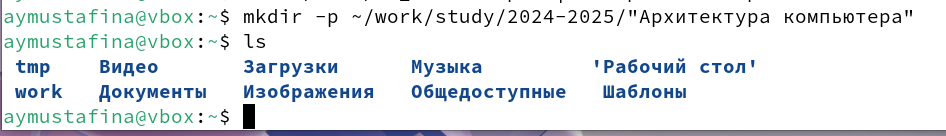 aymustafina@vbox:~$ mkdir -p ~/work/study/2024-2025/"Архитектура компьютера"
aymustafina@vbox:~$ ls
tmp Видео Загрузки Музыка 'Рабочий стол'
work Документы Изображения Общедоступные Шаблоны
aymustafina@vbox:~$